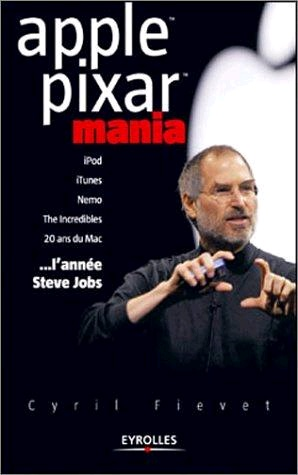 apple™
pixar™
mania
iPod
iTunes
Nemo
The Incredibles
20 ans du Mac
...l'année
Steve Jobs
Cyril Fievet
EYROLLES